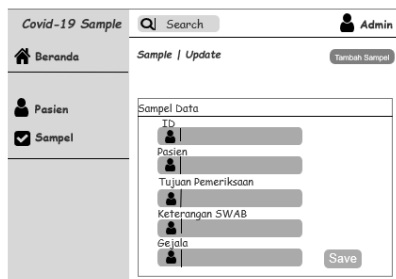 Covid-19 Sample
Search
Admin
Beranda
Sample | Update
Tambah Sampel
Pasien
Sampel
Sampel Data
ID
Pasien
Tujuan Pemeriksaan
Keterangan SWAB
Gejala
Save